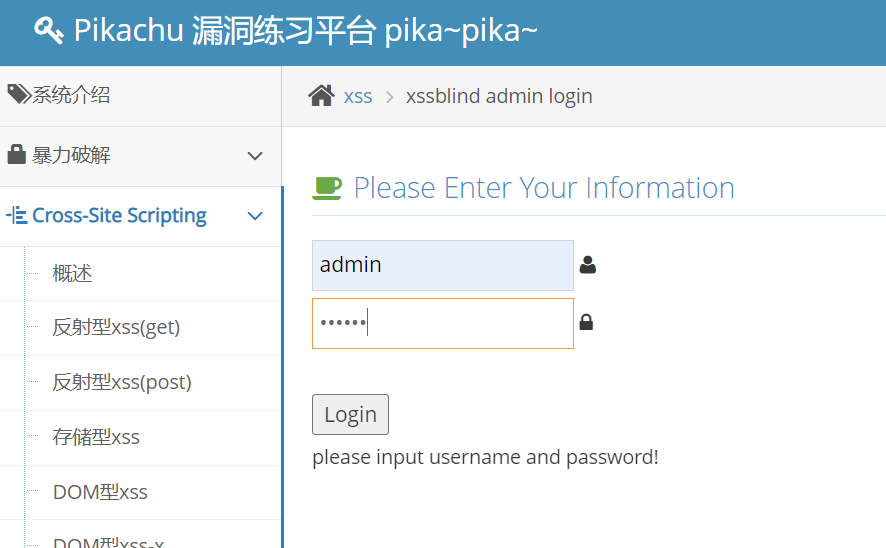 Pikachu 漏洞练习平台 pika~pika~
系统介绍
暴力破解
Cross-Site Scripting
概述
反射型xss(get)
反射型xss(post)
存储型xss
DOM型xss
DOM型xss-x
xss > xssblind admin login
Please Enter Your Information
admin
••••••
Login
please input username and password!